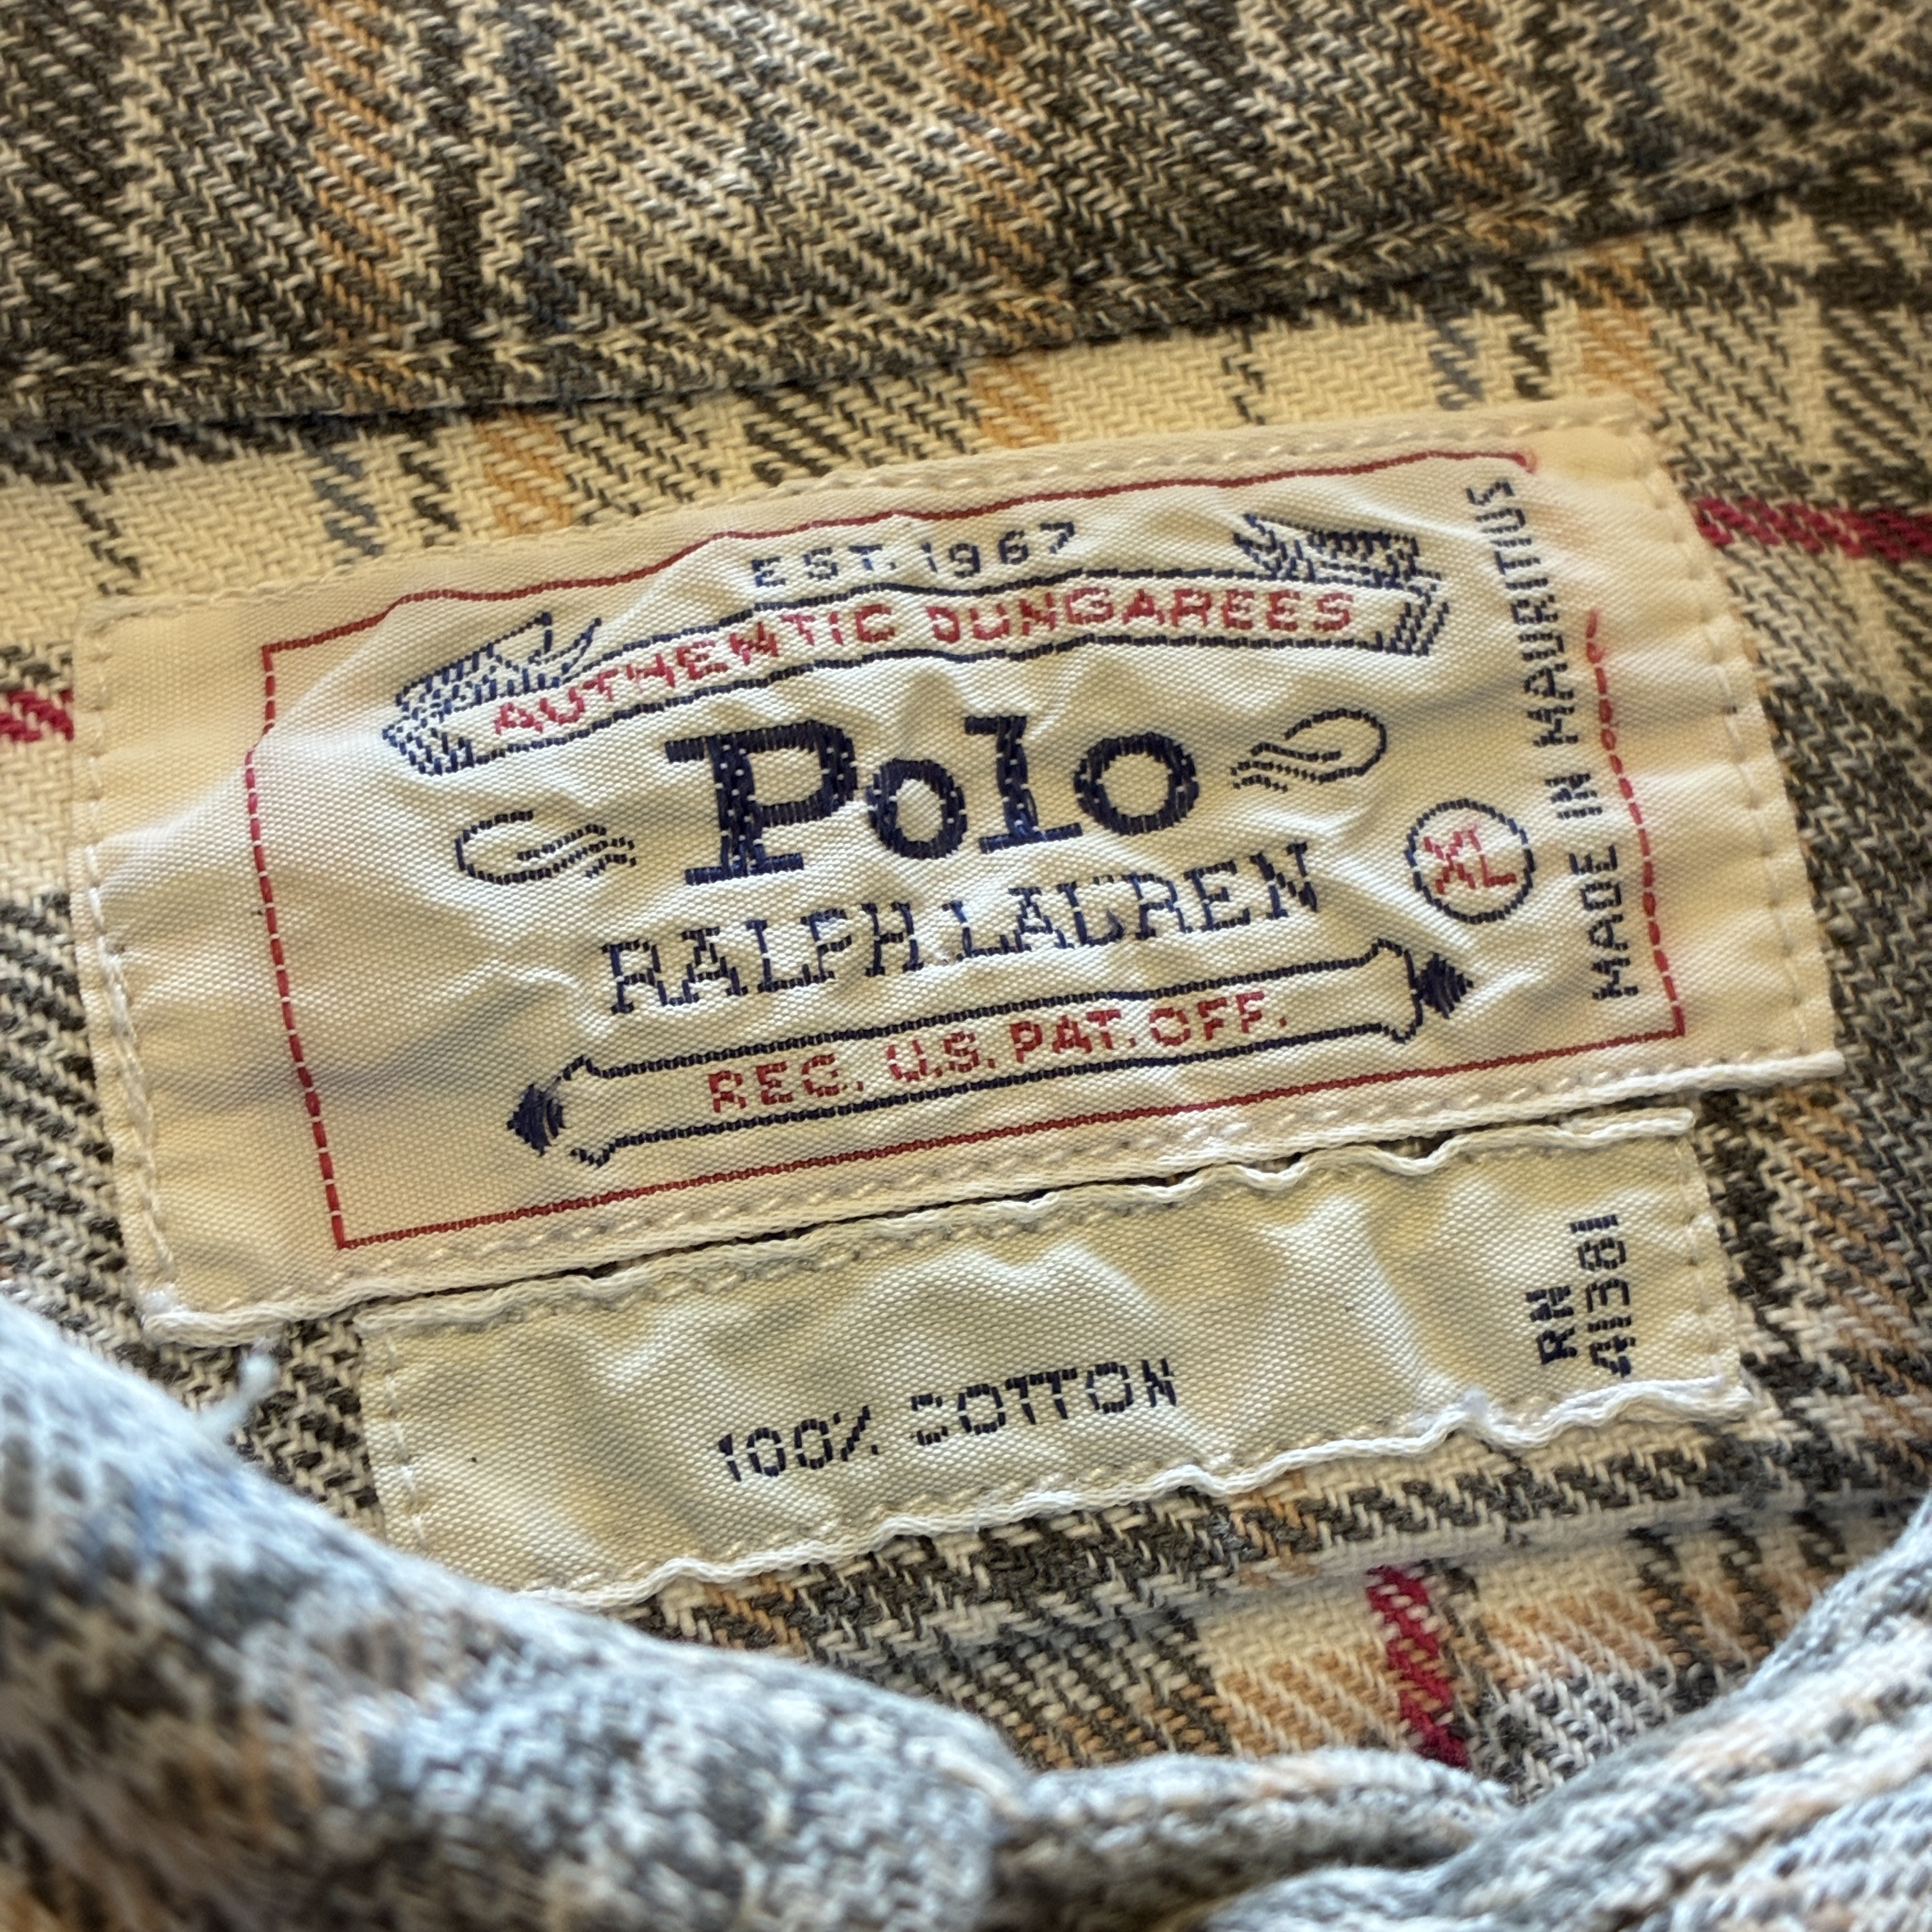 EST. 1967
AUTHENTIC DUNGAREES
Polo
RALPH LAUREN
REG. U.S. PAT. OFF.
XL
MADE IN MAURITIUS
100% COTTON
RN
41381